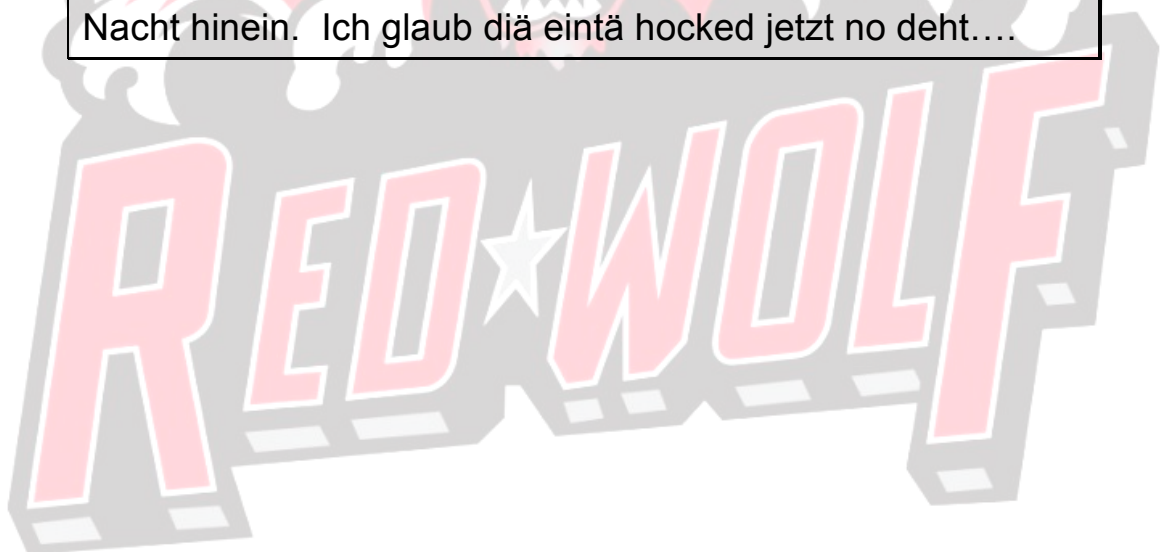 Nacht hinein.  Ich glaub diä eintä hocked jetzt no deht….
RED★WOLF